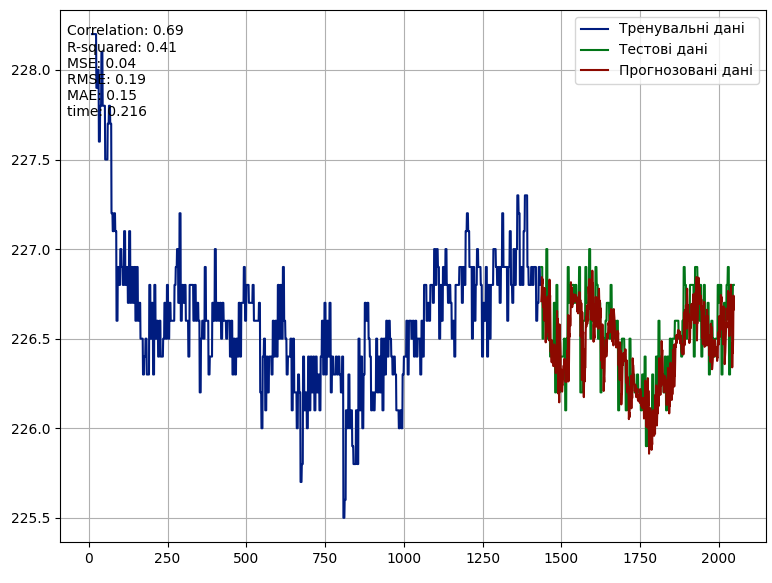 Correlation: 0.69
R-squared: 0.41
MSE: 0.04
RMSE: 0.19
MAE: 0.15
time: 0.216
Тренувальні дані
Тестові дані
Прогнозовані дані
228.0
227.5
227.0
226.5
226.0
225.5
0 250 500 750 1000 1250 1500 1750 2000